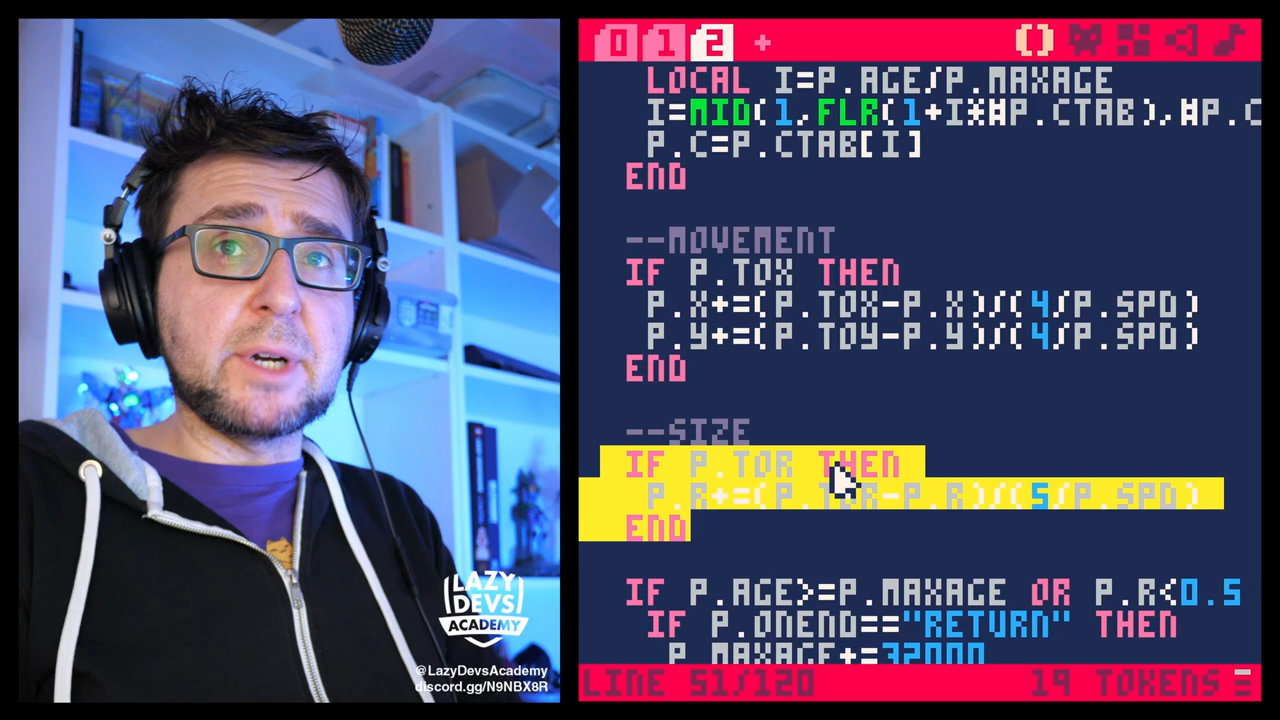 0 1 2 +
LOCAL I=P.AGE/P.MAXAGE
I=MID(1,FLR(1+I*#P.CTAB),#P.C
P.C=P.CTAB[I]
END
--MOVEMENT
IF P.TOX THEN
P.X+=(P.TOX-P.X)/(4/P.SPD)
P.Y+=(P.TOY-P.Y)/(4/P.SPD)
END
--SIZE
IF P.TOR THEN
P.R+=(P.TOR-P.R)/(5/P.SPD)
END
IF P.AGE>=P.MAXAGE OR P.R<0.5
IF P.ONEND=="RETURN" THEN
P.MAXAGE+=32000
LINE 51/120
19 TOKENS
LAZY
DEVS
ACADEMY
@LazyDevsAcademy
discord.gg/N9NBX8R